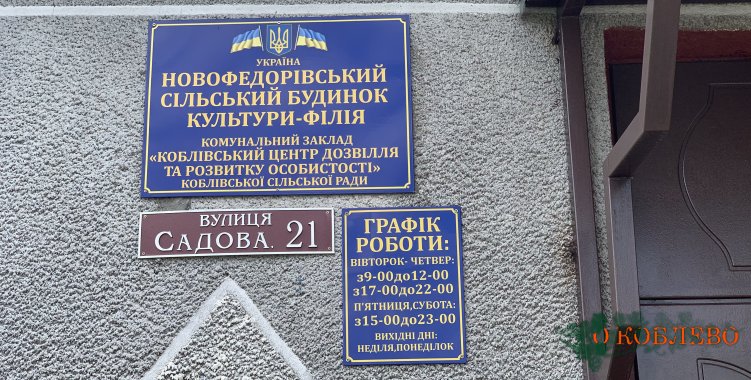 УКРАЇНА
НОВОФЕДОРІВСЬКИЙ
СІЛЬСЬКИЙ БУДИНОК
КУЛЬТУРИ-ФІЛІЯ
КОМУНАЛЬНИЙ ЗАКЛАД
«КОБЛІВСЬКИЙ ЦЕНТР ДОЗВІЛЛЯ
ТА РОЗВИТКУ ОСОБИСТОСТІ»
КОБЛІВСЬКОЇ СІЛЬСЬКОЇ РАДИ
ВУЛИЦЯ
САДОВА. 21
ГРАФІК
РОБОТИ:
ВІВТОРОК- ЧЕТВЕР:
з9-00до12-00
з17-00до22-00
П'ЯТНИЦЯ,СУБОТА:
з15-00до23-00
ВИХІДНІ ДНІ:
НЕДІЛЯ,ПОНЕДІЛОК
О КОБЛЕВО